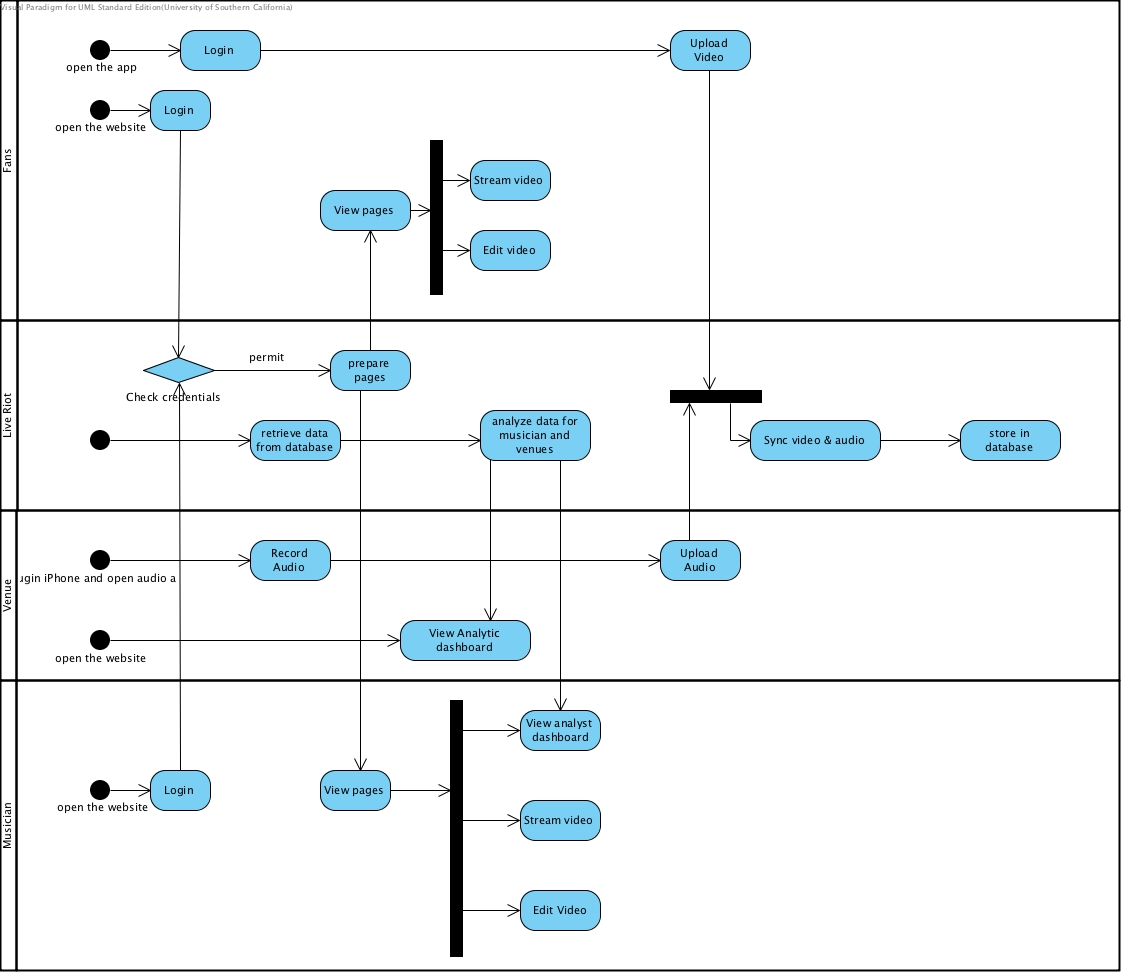 Visual Paradigm for UML Standard Edition(University of Southern California)
Fans
open the app
Login
Upload
Video
open the website
Login
View pages
Stream video
Edit video
Live Riot
Check credentials
permit
prepare
pages
retrieve data
from database
analyze data for
musician and
venues
Sync video & audio
store in
database
Venue
ugin iPhone and open audio a
Record
Audio
Upload
Audio
open the website
View Analytic
dashboard
Musician
open the website
Login
View pages
View analyst
dashboard
Stream video
Edit Video